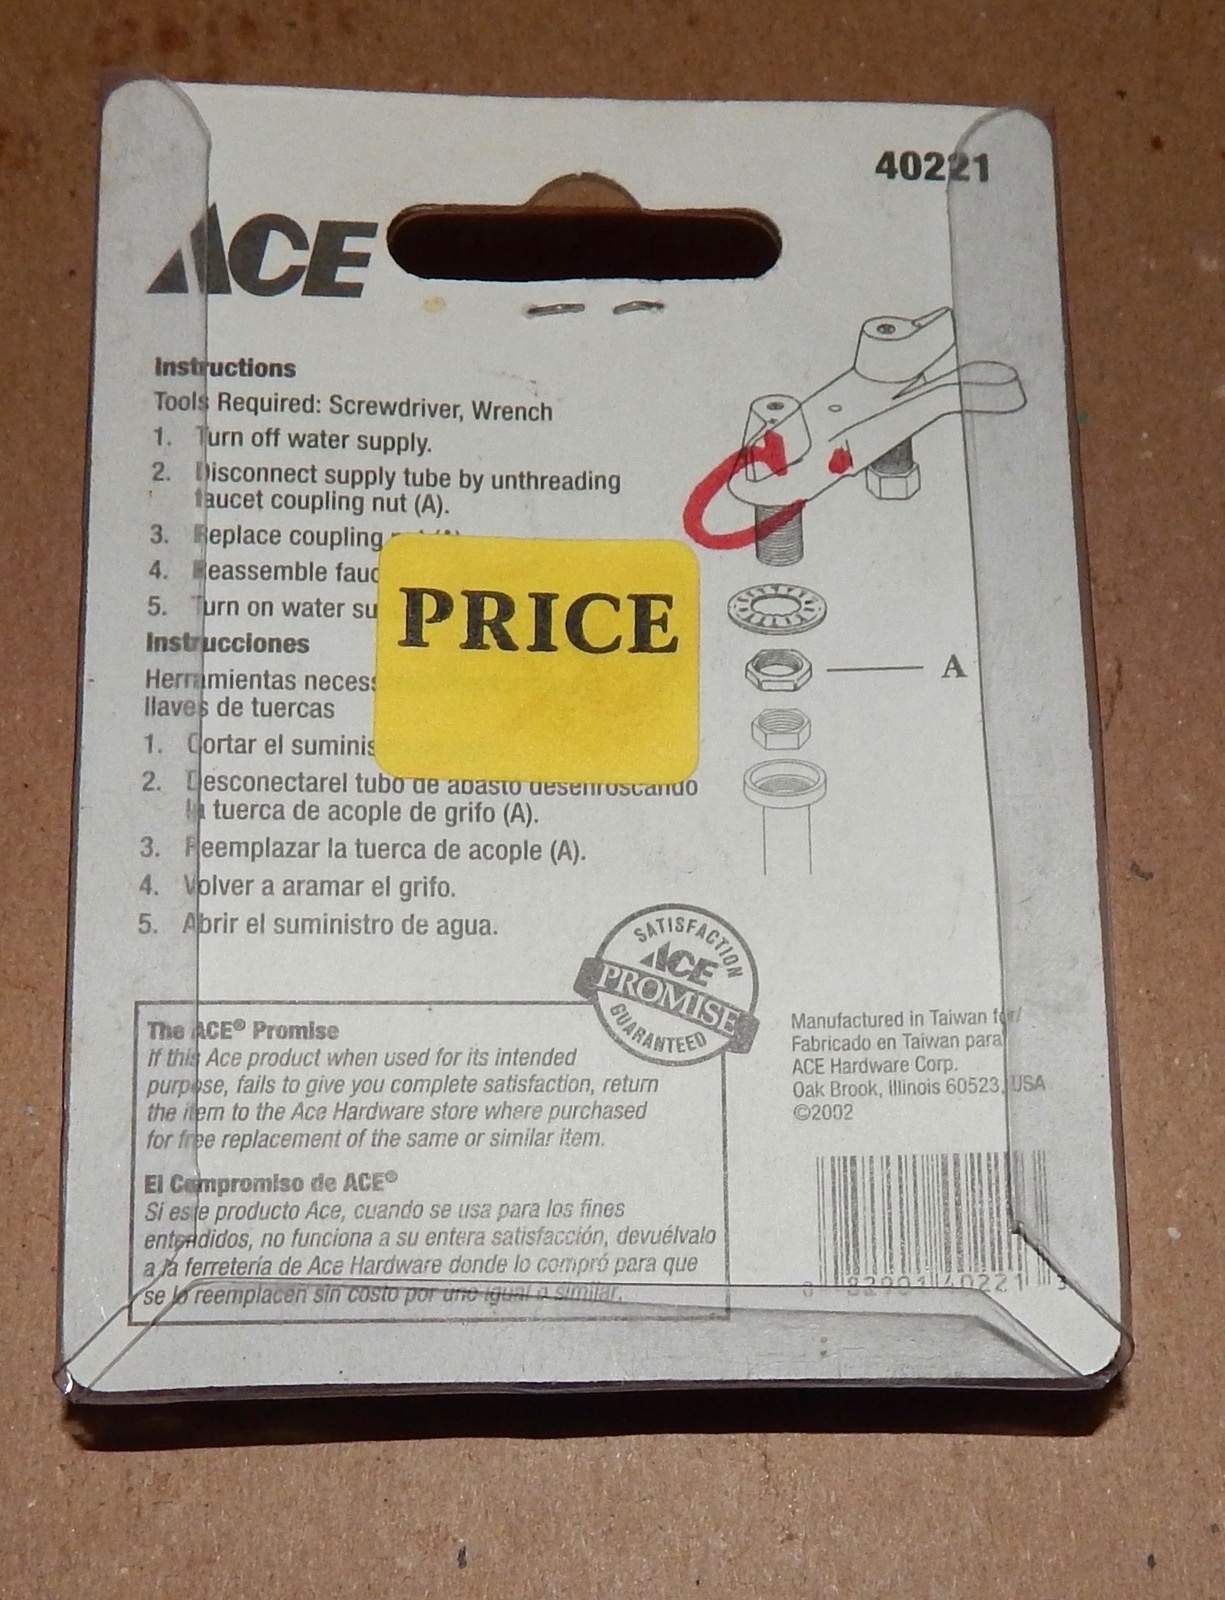 40221
ACE
Instructions
Tools Required: Screwdriver, Wrench
1. Turn off water supply.
2. Disconnect supply tube by unthreading
faucet coupling nut (A).
3. Replace coupling
4. Reassemble
5. Turn on water
PRICE
Instrucciones
Herramientas
llaves de tuercas
1. Cortar el
2. Desconectarel tubo de abasto desenroscando
la tuerca de acople de grifo (A).
3. Reemplazar la tuerca de acople (A).
4. Volver a aramar el grifo.
5. Abrir el suministro de agua.
A
SATISFACTION
ACE
PROMISE
GUARANTEED
The ACE® Promise
If this Ace product when used for its intended
purpose, fails to give you complete satisfaction, return
the item to the Ace Hardware store where purchased
for free replacement of the same or similar item.
El Compromiso de ACE®
Si este producto Ace, cuando se usa para los fines
entendidos, no funciona a su entera satisfacción, devuélvalo
a la ferretería de Ace Hardware donde lo compró para que
se lo reemplacen sin costo por uno igual o similar.
Manufactured in Taiwan for/
Fabricado en Taiwan para
ACE Hardware Corp.
Oak Brook, Illinois 60523, USA
©2002
0 82901 40221 3